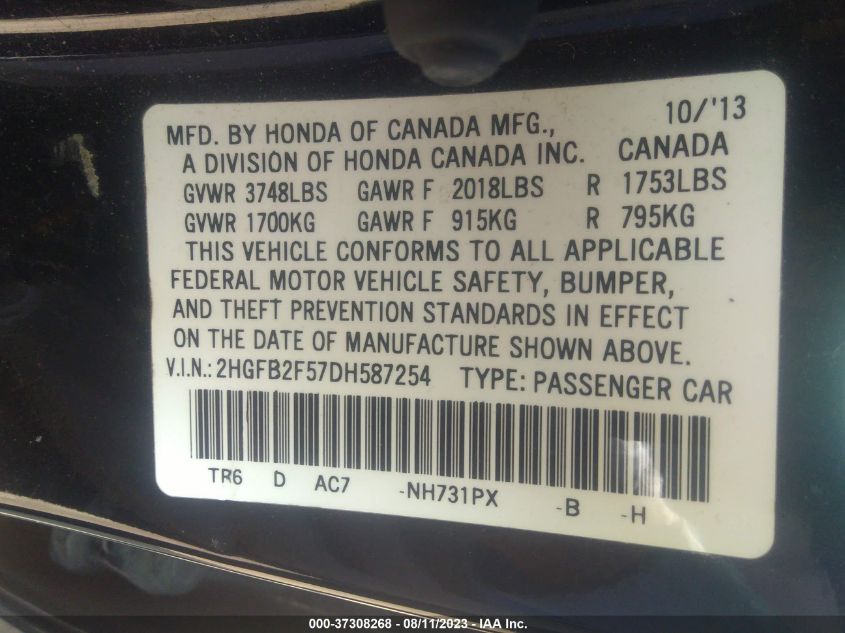 10/'13
MFD. BY HONDA OF CANADA MFG.,
A DIVISION OF HONDA CANADA INC. CANADA
GVWR 3748LBS GAWR F 2018LBS R 1753LBS
GVWR 1700KG GAWR F 915KG R 795KG
THIS VEHICLE CONFORMS TO ALL APPLICABLE
FEDERAL MOTOR VEHICLE SAFETY, BUMPER,
AND THEFT PREVENTION STANDARDS IN EFFECT
ON THE DATE OF MANUFACTURE SHOWN ABOVE.
V.I.N.: 2HGFB2F57DH587254 TYPE: PASSENGER CAR
TR6 D AC7 -NH731PX -B -H
000-37308268 - 08/11/2023 - IAA Inc.